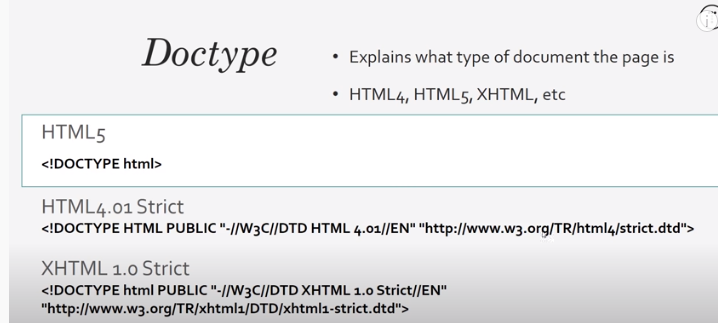 Doctype
• Explains what type of document the page is
• HTML4, HTML5, XHTML, etc
HTML5
<!DOCTYPE html>
HTML4.01 Strict
<!DOCTYPE HTML PUBLIC "-//W3C//DTD HTML 4.01//EN" "http://www.w3.org/TR/html4/strict.dtd">
XHTML 1.0 Strict
<!DOCTYPE html PUBLIC "-//W3C//DTD XHTML 1.0 Strict//EN"
"http://www.w3.org/TR/xhtml1/DTD/xhtml1-strict.dtd">